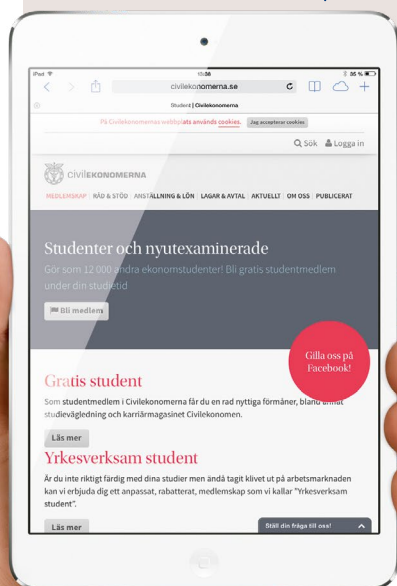 iPad
15:38
35 %
civilekonomerna.se
Student | Civilekonomerna
På Civilekonomernas webbplats används cookies.
Jag accepterar cookies
Sök
Logga in
CIVILEKONOMERNA
MEDLEMSKAP RÅD & STÖD ANSTÄLLNING & LÖN LAGAR & AVTAL AKTUELLT OM OSS PUBLICERAT
Studenter och nyutexaminerade
Gör som 12 000 andra ekonomstudenter! Bli gratis studentmedlem
under din studietid
Bli medlem
Gilla oss på
Facebook!
Gratis student
Som studentmedlem i Civilekonomerna får du en rad nyttiga förmåner, bland annat
studievägledning och karriärmagasinet Civilekonomen.
Läs mer
Yrkesverksam student
Är du inte riktigt färdig med dina studier men ändå tagit klivet ut på arbetsmarknaden
kan vi erbjuda dig ett anpassat, rabatterat, medlemskap som vi kallar "Yrkesverksam
student".
Läs mer
Ställ din fråga till oss!